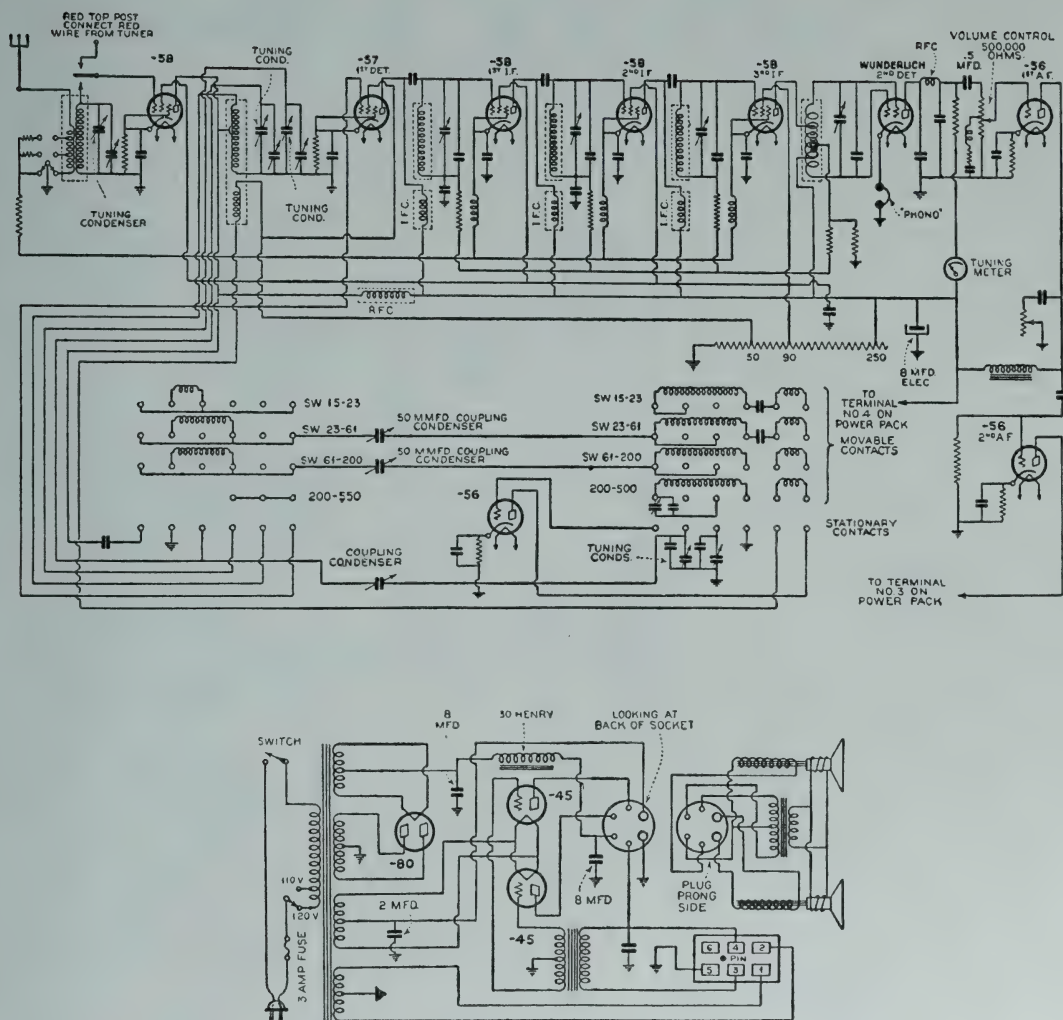 RED TOP POST
CONNECT RED
WIRE FROM TUNER
-58
TUNING
COND.
-57
1ST DET.
-58
1ST I.F.
-58
2ND I.F
-58
3RD I.F
WUNDERLICH
2ND DET
RFC
VOLUME CONTROL
500,000
OHMS.
.5
MFD.
-56
1ST A.F.
TUNING
CONDENSER
TUNING
COND.
I.F.C.
I.F.C.
I.F.C.
"PHONO"
TUNING
METER
R.F.C.
50
90
250
8 MFD
ELEC
SW 15-23
SW 23-61
SW 61-200
200-550
50 MMFD COUPLING
CONDENSER
50 MMFD COUPLING
CONDENSER
SW 15-23
SW 23-61
SW 61-200
200-500
MOVABLE
CONTACTS
TO
TERMINAL
NO.4 ON
POWER PACK
-56
2ND A.F
-56
STATIONARY
CONTACTS
COUPLING
CONDENSER
TUNING
CONDS.
TO TERMINAL
NO.3 ON
POWER PACK
SWITCH
8
MFD
30 HENRY
LOOKING AT
BACK OF SOCKET
-45
-80
110 V
120 V
3 AMP FUSE
2 MFD.
-45
8 MFD
PLUG
PRONG
SIDE
6 4 2
PIN
5 3 1